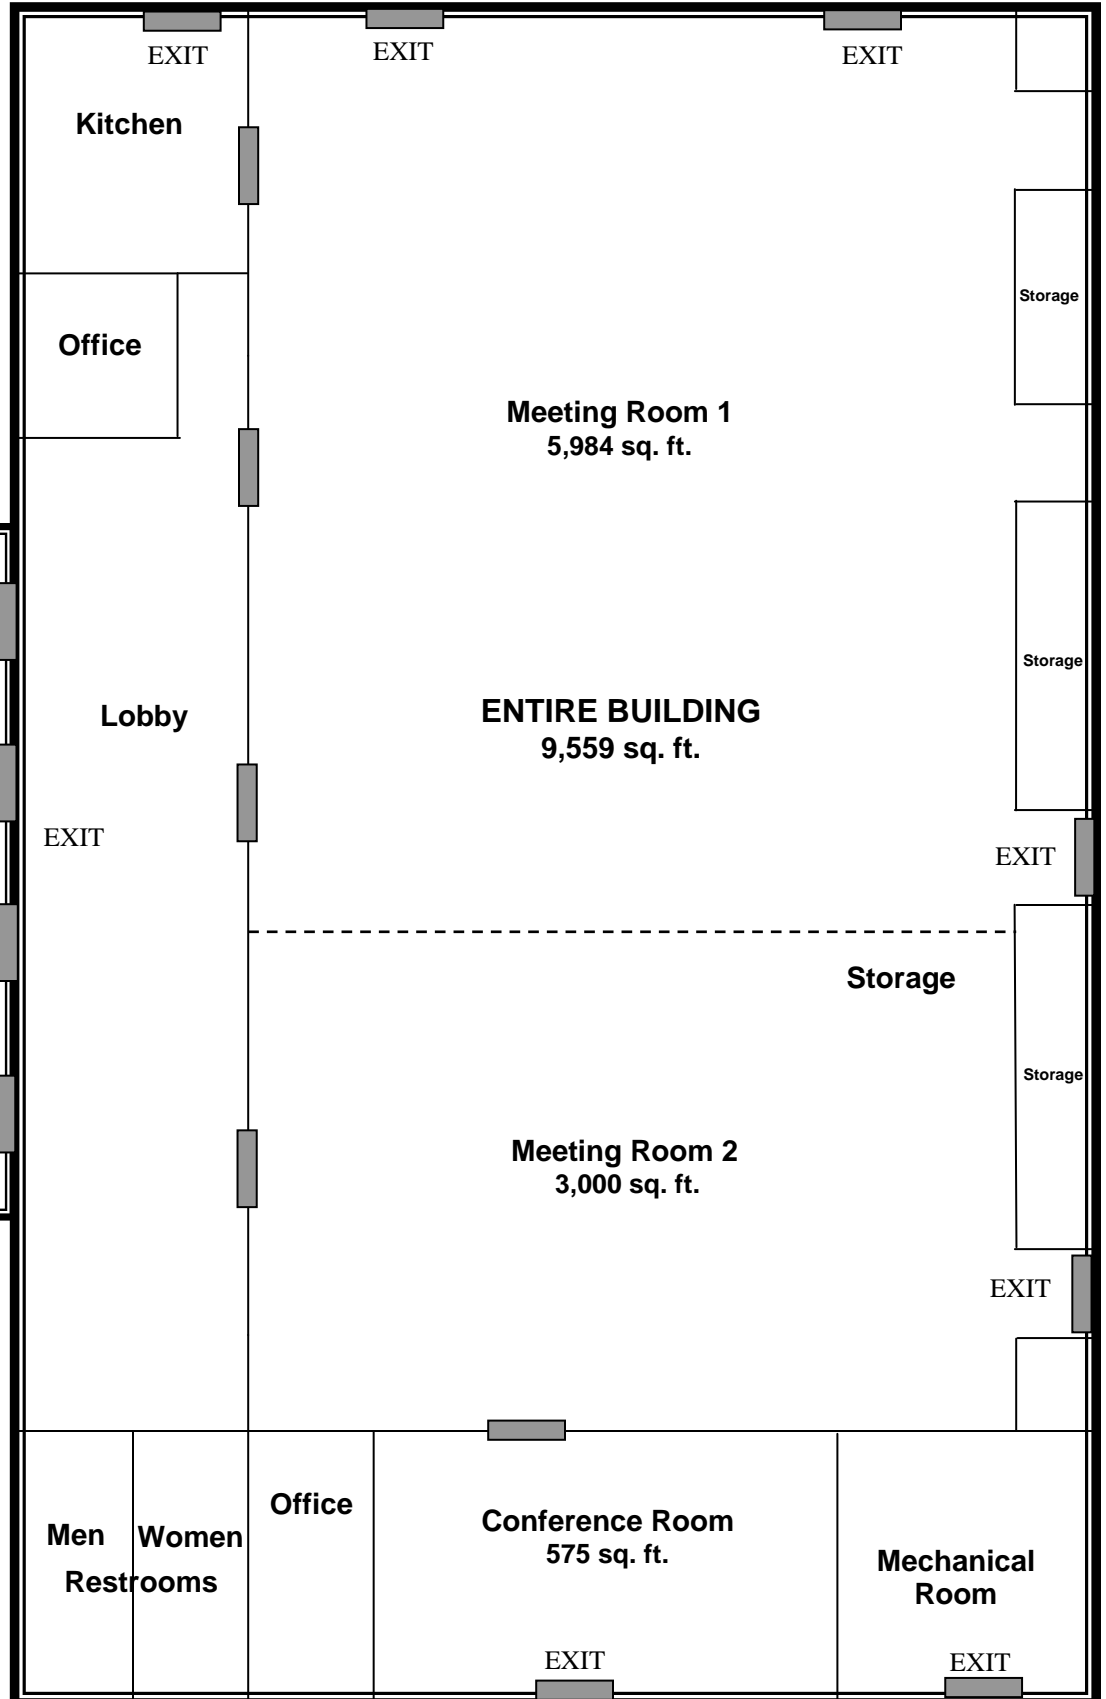 EXIT
EXIT
EXIT
Kitchen
Storage
Office
Meeting Room 1
5,984 sq. ft.
Storage
Lobby
ENTIRE BUILDING
9,559 sq. ft.
EXIT
EXIT
Storage
Storage
Meeting Room 2
3,000 sq. ft.
EXIT
Office
Men
Women
Restrooms
Conference Room
575 sq. ft.
Mechanical
Room
EXIT
EXIT